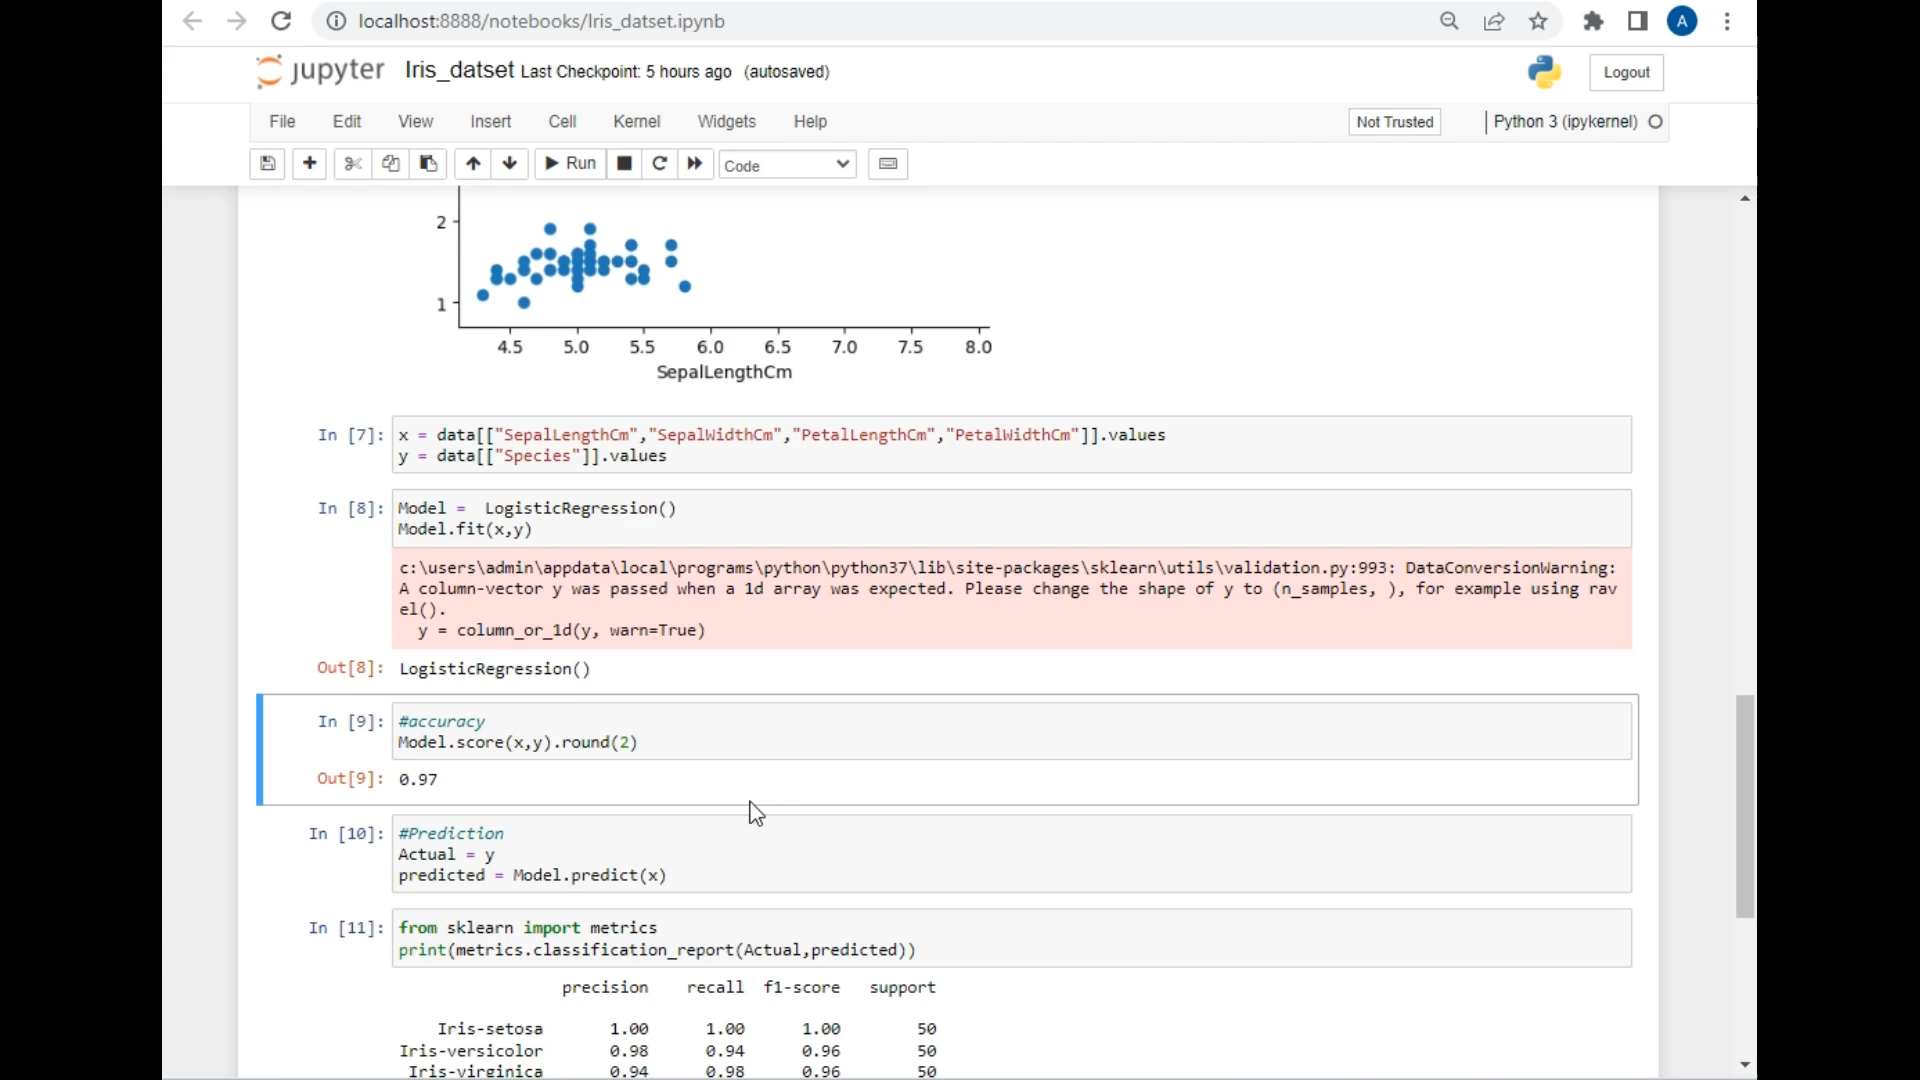 localhost:8888/notebooks/Iris_datset.ipynb
A
jupyter Iris_datset Last Checkpoint: 5 hours ago (autosaved)
Logout
File Edit View Insert Cell Kernel Widgets Help
Not Trusted
Python 3 (ipykernel)
Run
Code
2
1
4.5 5.0 5.5 6.0 6.5 7.0 7.5 8.0
SepalLengthCm
In [7]: x = data[["SepalLengthCm","SepalWidthCm","PetalLengthCm","PetalWidthCm"]].values
y = data[["Species"]].values
In [8]: Model =  LogisticRegression()
Model.fit(x,y)
c:\users\admin\appdata\local\programs\python\python37\lib\site-packages\sklearn\utils\validation.py:993: DataConversionWarning:
A column-vector y was passed when a 1d array was expected. Please change the shape of y to (n_samples, ), for example using rav
el().
y = column_or_1d(y, warn=True)
Out[8]: LogisticRegression()
In [9]: #accuracy
Model.score(x,y).round(2)
Out[9]: 0.97
In [10]: #Prediction
Actual = y
predicted = Model.predict(x)
In [11]: from sklearn import metrics
print(metrics.classification_report(Actual,predicted))
precision recall f1-score support
Iris-setosa 1.00 1.00 1.00 50
Iris-versicolor 0.98 0.94 0.96 50
Iris-virginica 0.94 0.98 0.96 50